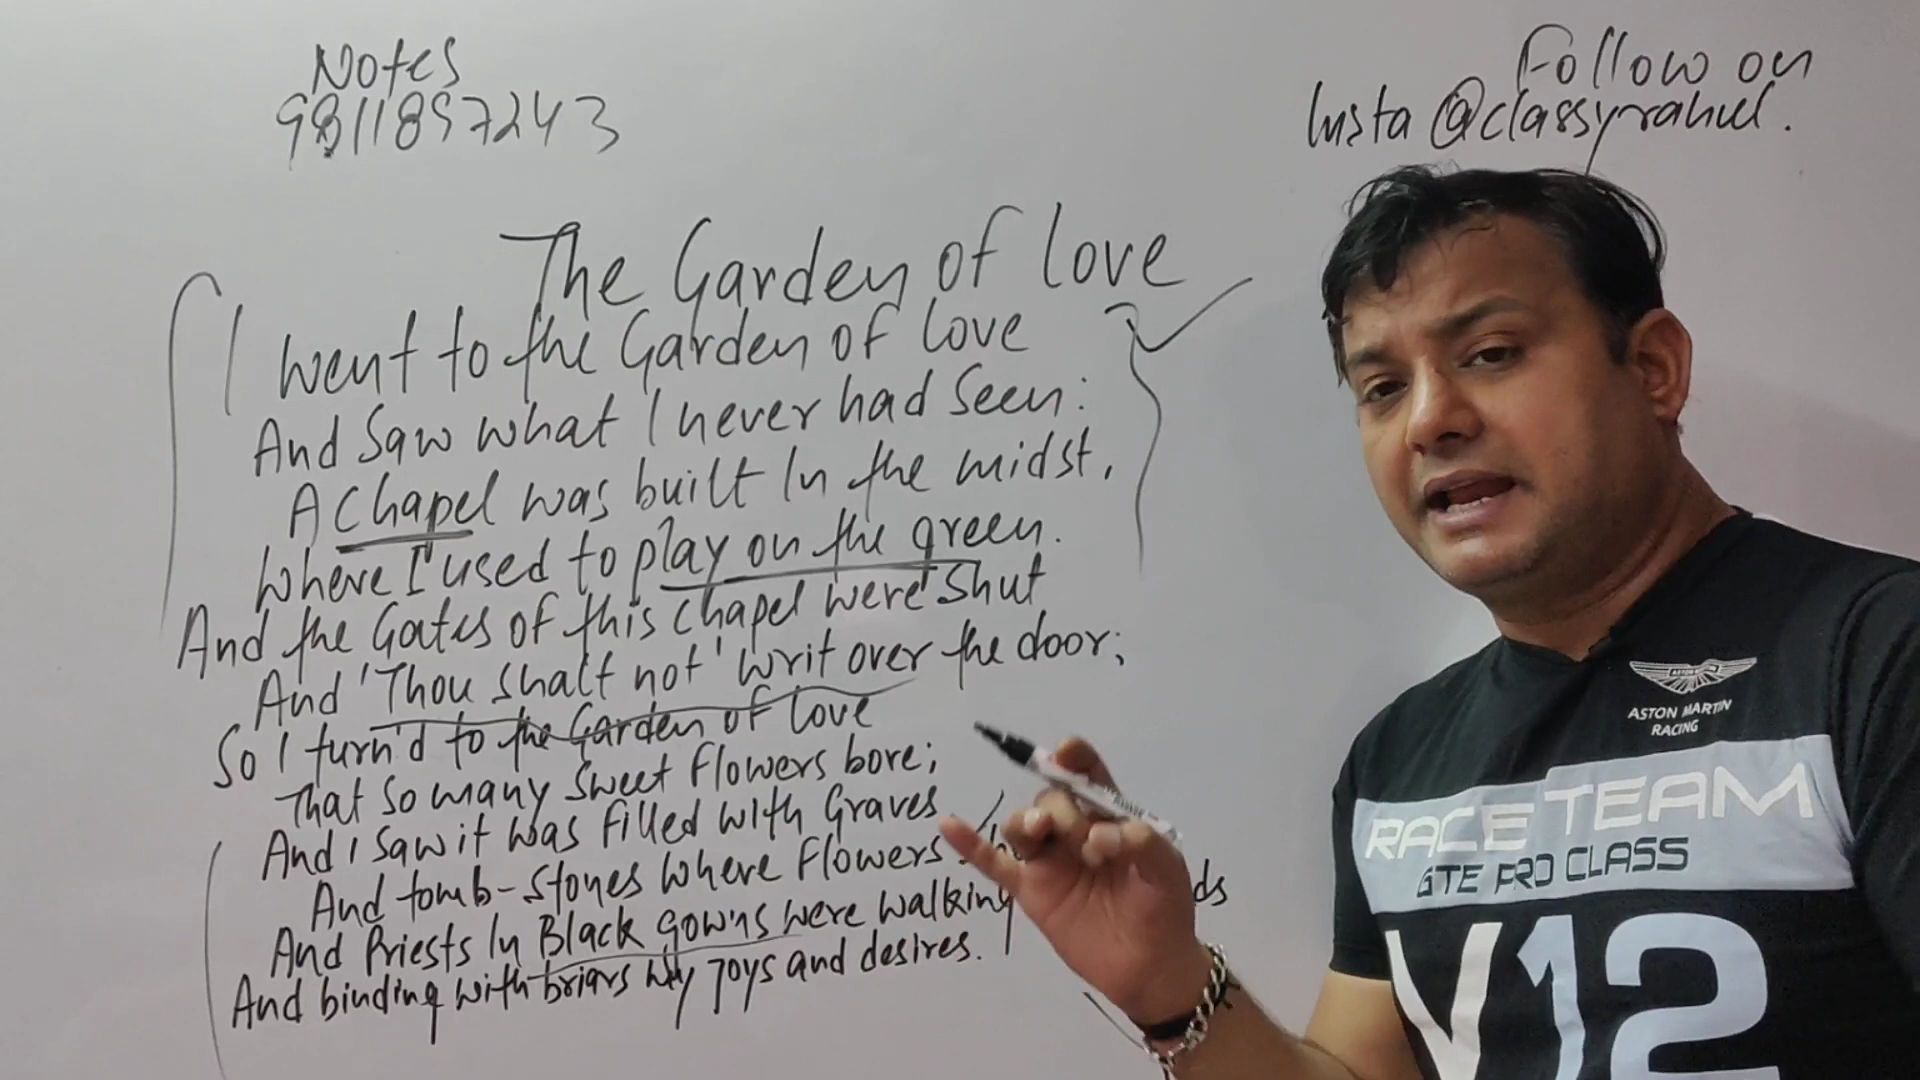 Notes
9811897243
Follow on
Insta @classyrahul.
The Garden of love
I went to the Garden of love
And Saw what I never had Seen:
A Chapel was built In the midst,
Where I used to play on the green.
And the Gates of this Chapel were Shut
And 'Thou shalt not' writ over the door;
So I turn'd to the Garden of love
That so many sweet flowers bore;
And I saw it was filled with Graves
And tomb-stones where flowers
And Priests In Black gowns were walking
And binding with briars my Joys and desires.
ASTON MARTIN
RACING
RACE TEAM
GTE PRO CLASS
V12